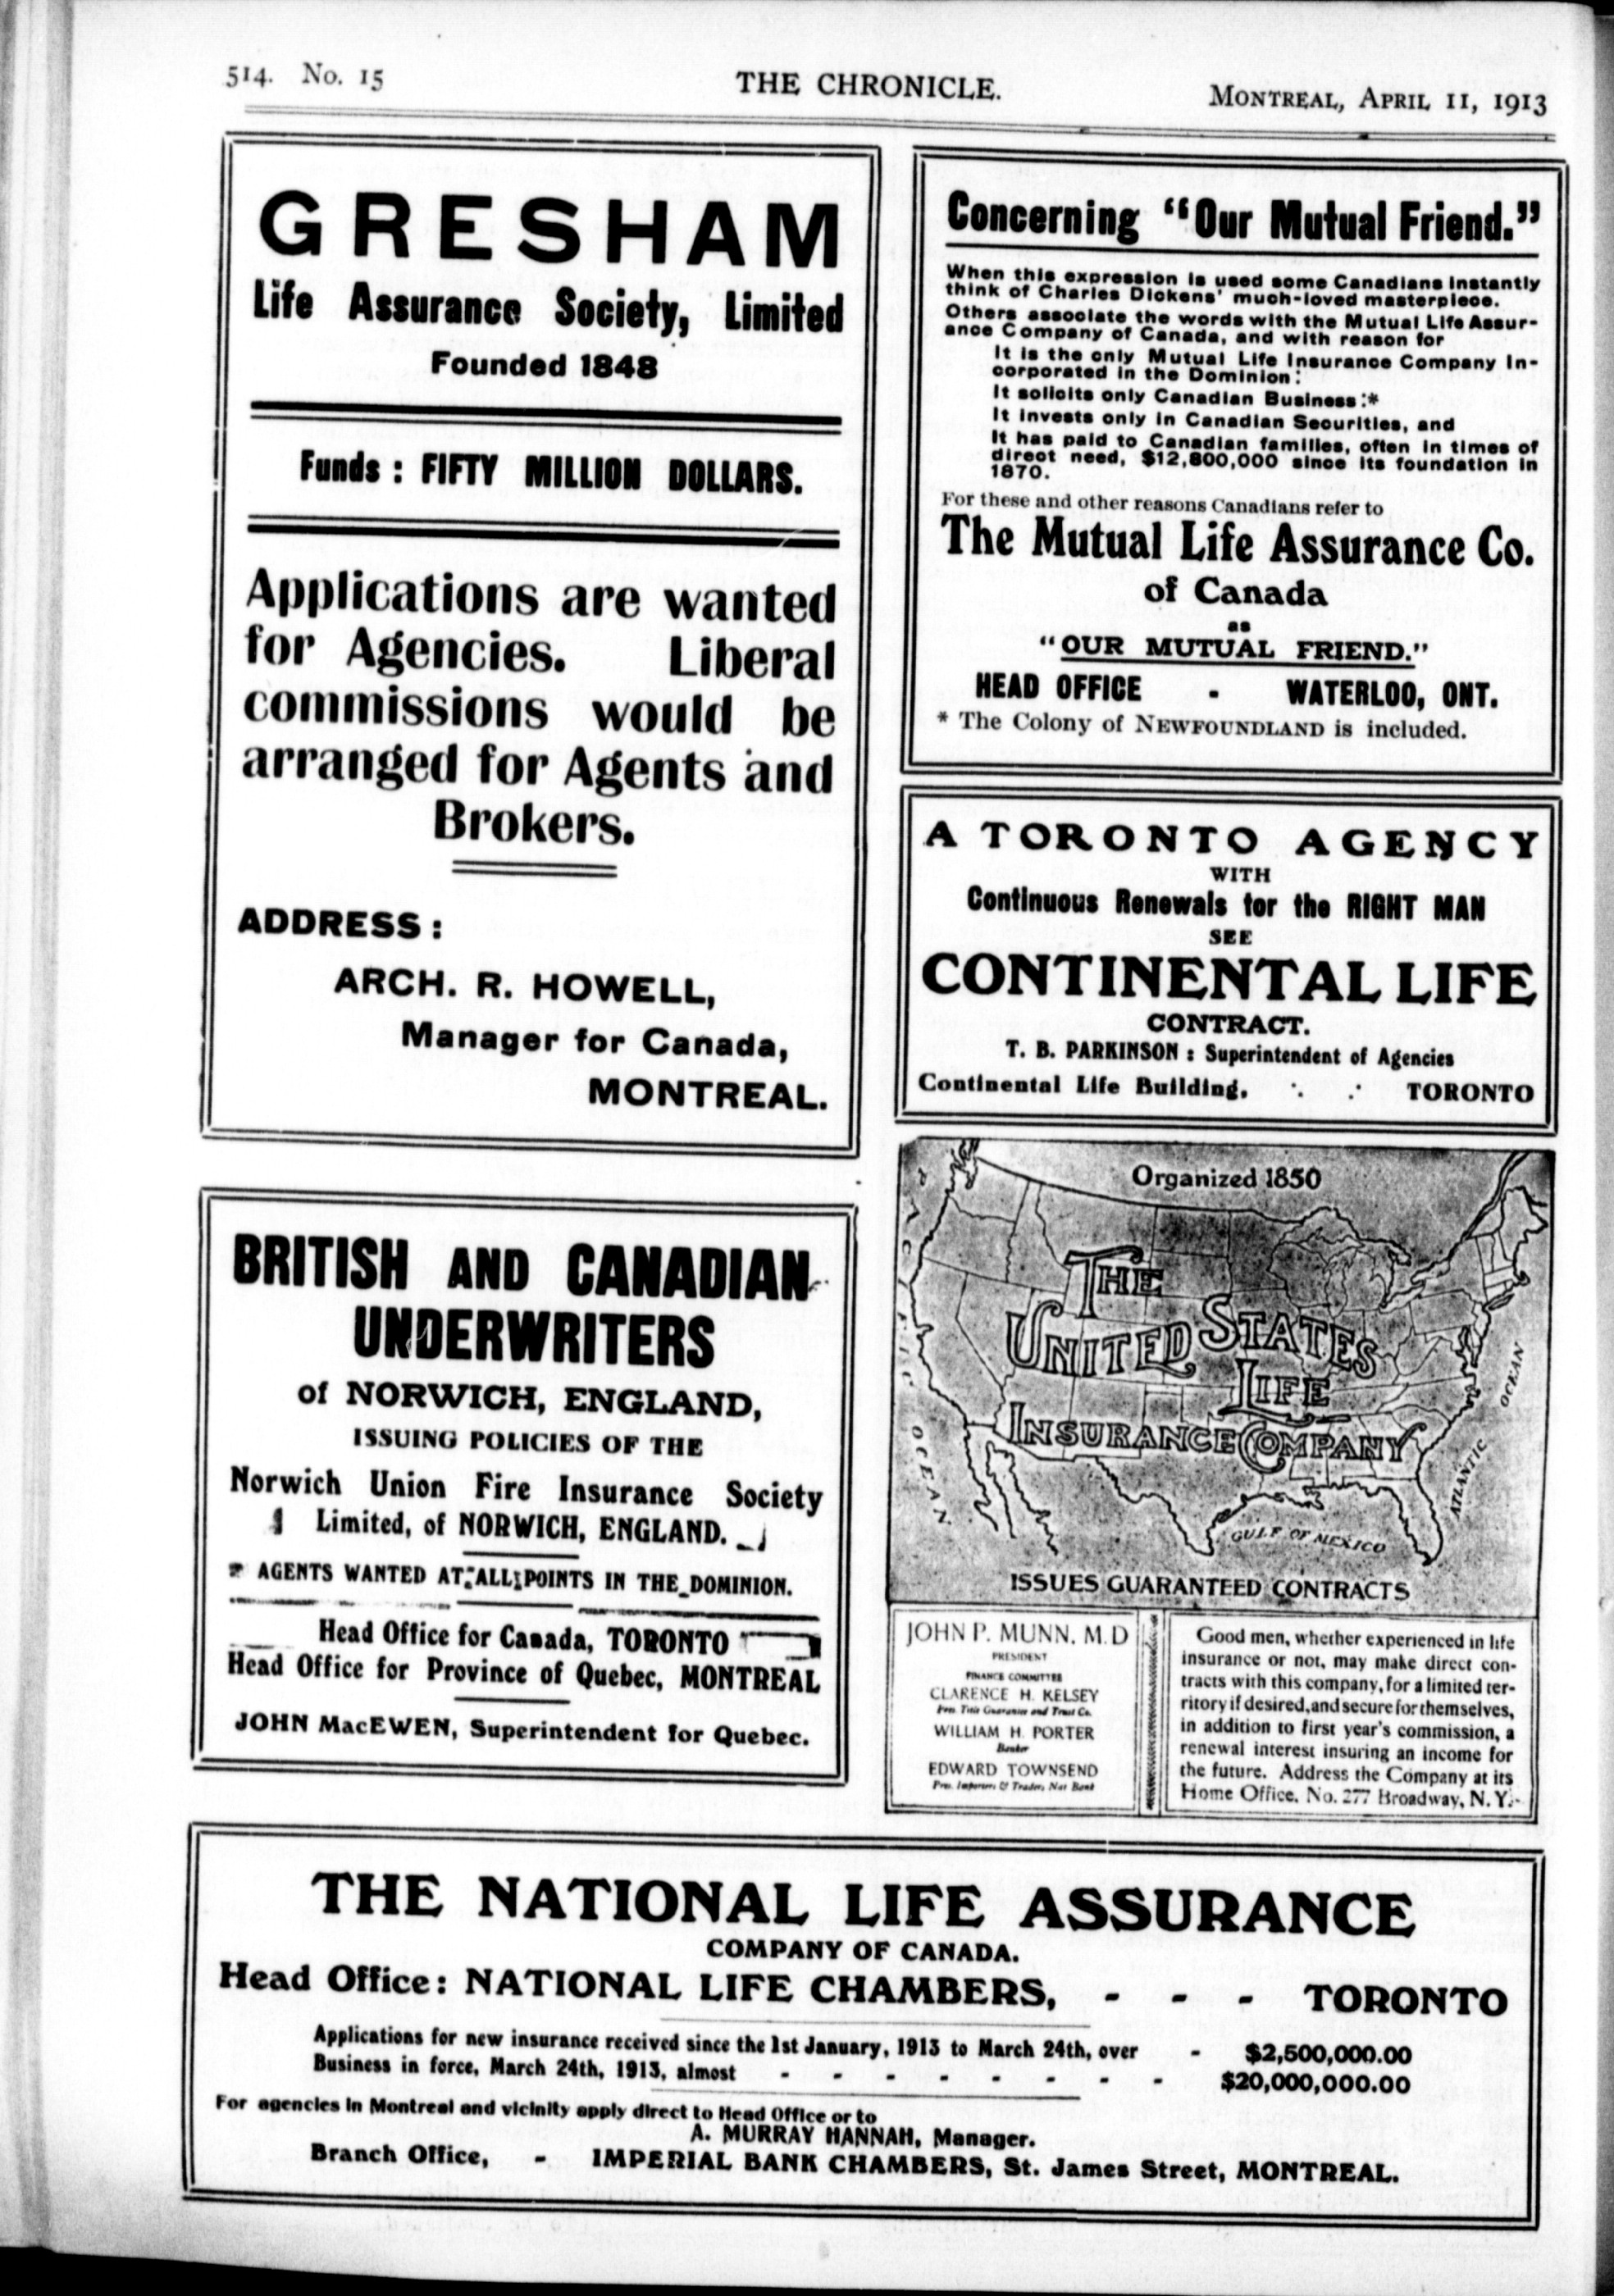 514. No. 15
THE CHRONICLE.
MONTREAL, APRIL 11, 1913
GRESHAM
Life Assurance Society, Limited
Founded 1848
Funds : FIFTY MILLION DOLLARS.
Applications are wanted
for Agencies. Liberal
commissions would be
arranged for Agents and
Brokers.
ADDRESS :
ARCH. R. HOWELL,
Manager for Canada,
MONTREAL.
BRITISH AND CANADIAN
UNDERWRITERS
of NORWICH, ENGLAND,
ISSUING POLICIES OF THE
Norwich Union Fire Insurance Society
Limited, of NORWICH, ENGLAND.
AGENTS WANTED AT ALL POINTS IN THE DOMINION.
Head Office for Canada, TORONTO
Head Office for Province of Quebec, MONTREAL
JOHN MacEWEN, Superintendent for Quebec.
Concerning “Our Mutual Friend.”
When this expression is used some Canadians instantly
think of Charles Dickens' much-loved masterpiece.
Others associate the words with the Mutual Life Assur-
ance Company of Canada, and with reason for
It is the only Mutual Life Insurance Company In-
corporated in the Dominion :
It solicits only Canadian Business :*
It invests only in Canadian Securities, and
It has paid to Canadian families, often in times of
direct need, $12,800,000 since its foundation in
1870.
For these and other reasons Canadians refer to
The Mutual Life Assurance Co.
of Canada
as
“OUR MUTUAL FRIEND.”
HEAD OFFICE - WATERLOO, ONT.
* The Colony of NEWFOUNDLAND is included.
A TORONTO AGENCY
WITH
Continuous Renewals for the RIGHT MAN
SEE
CONTINENTAL LIFE
CONTRACT.
T. B. PARKINSON : Superintendent of Agencies
Continental Life Building, : : TORONTO
Organized 1850
THE
UNITED STATES
LIFE
INSURANCE COMPANY
PACIFIC OCEAN
ATLANTIC OCEAN
GULF OF MEXICO
ISSUES GUARANTEED CONTRACTS
JOHN P. MUNN, M.D
PRESIDENT
FINANCE COMMITTEE
CLARENCE H. KELSEY
Pres. Title Guarantee and Trust Co.
WILLIAM H. PORTER
Banker
EDWARD TOWNSEND
Pres. Importers & Traders Nat Bank
Good men, whether experienced in life
insurance or not, may make direct con-
tracts with this company, for a limited ter-
ritory if desired, and secure for themselves,
in addition to first year's commission, a
renewal interest insuring an income for
the future. Address the Company at its
Home Office, No. 277 Broadway, N. Y.
THE NATIONAL LIFE ASSURANCE
COMPANY OF CANADA.
Head Office: NATIONAL LIFE CHAMBERS, - - - TORONTO
Applications for new insurance received since the 1st January, 1913 to March 24th, over - $2,500,000.00
Business in force, March 24th, 1913, almost - - - - - - - - $20,000,000.00
For agencies in Montreal and vicinity apply direct to Head Office or to
A. MURRAY HANNAH, Manager.
Branch Office, - IMPERIAL BANK CHAMBERS, St. James Street, MONTREAL.